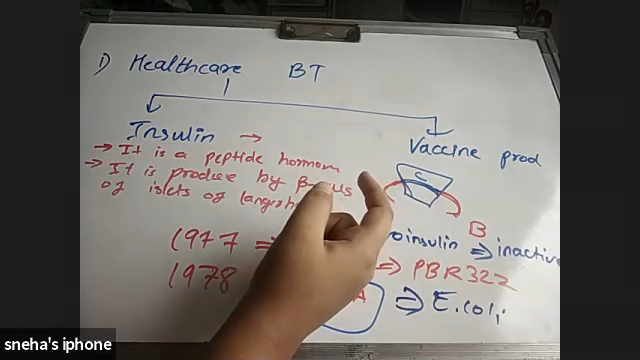 1) Healthcare BT
Insulin → Vaccine prod
→ It is a peptide hormon
→ It is produce by β-
of islets of
C
B
1977 ⇒ oinsulin ⇒ inactive
1978 ⇒ PBR322
A ⇒ E.coli
sneha's iphone